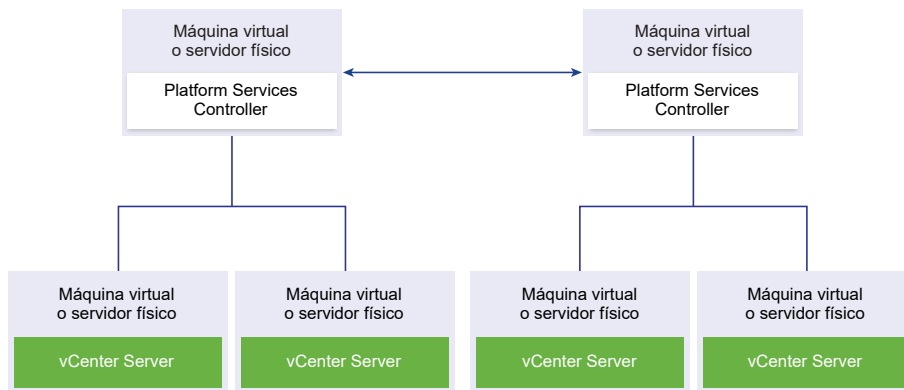 Máquina virtual
o servidor físico
Platform Services
Controller
Máquina virtual
o servidor físico
Platform Services
Controller
Máquina virtual
o servidor físico
vCenter Server
Máquina virtual
o servidor físico
vCenter Server
Máquina virtual
o servidor físico
vCenter Server
Máquina virtual
o servidor físico
vCenter Server